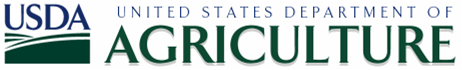 USDA
UNITED STATES DEPARTMENT OF
AGRICULTURE